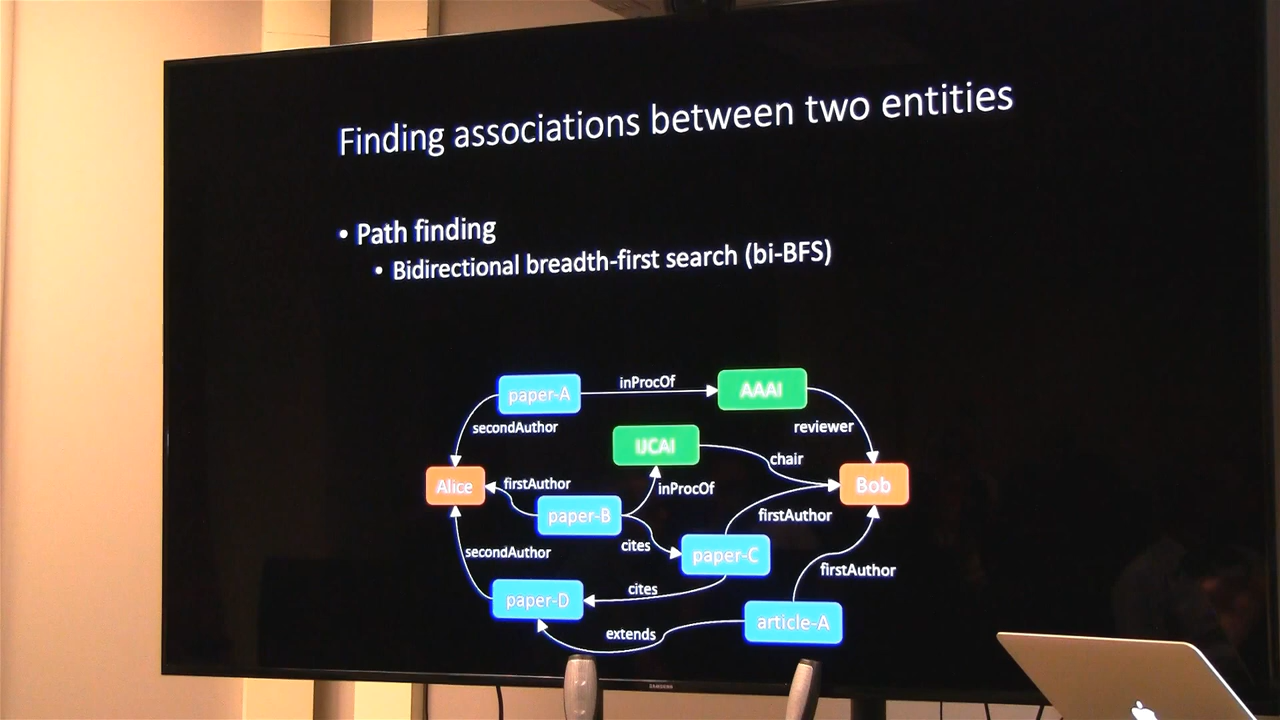 Finding associations between two entities
• Path finding
• Bidirectional breadth-first search (bi-BFS)
paper-A
inProcOf
AAAI
secondAuthor
reviewer
IJCAI
chair
Alice
firstAuthor
inProcOf
Bob
paper-B
firstAuthor
cites
paper-C
secondAuthor
firstAuthor
cites
paper-D
article-A
extends
SAMSUNG